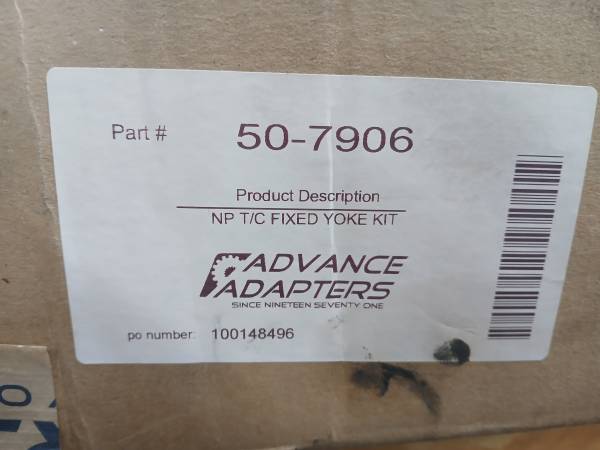 Part # 50-7906
Product Description
NP T/C FIXED YOKE KIT
ADVANCE
ADAPTERS
SINCE NINETEEN SEVENTY ONE
po number: 100148496